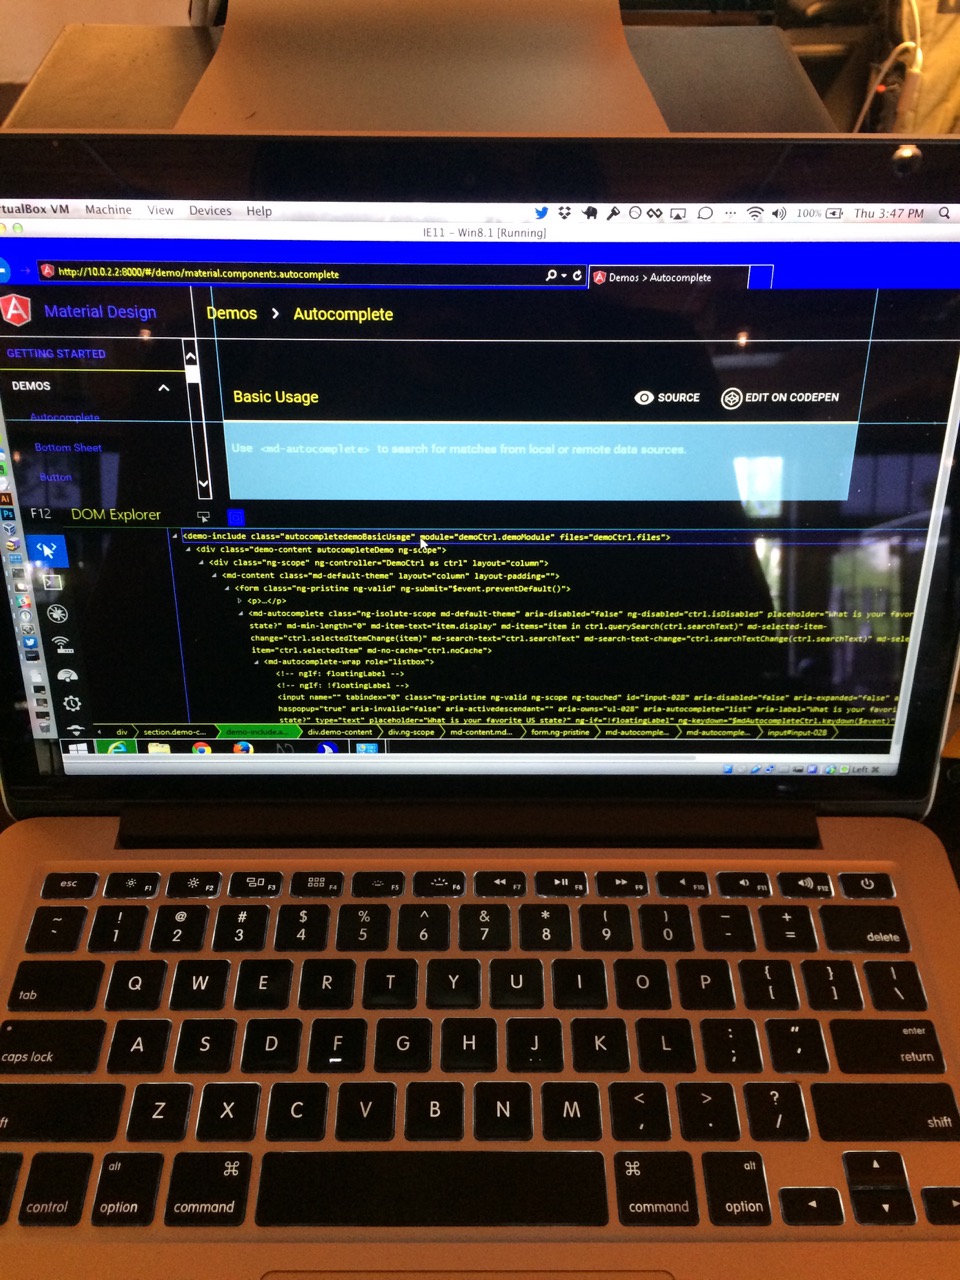 rtualBox VM Machine View Devices Help 100% Thu 3:47 PM
IE11 - Win8.1 [Running]
http://10.0.2.2:8000/#/demo/material.components.autocomplete
Demos > Autocomplete
Material Design
Demos > Autocomplete
GETTING STARTED
DEMOS
Autocomplete
Bottom Sheet
Button
Basic Usage
SOURCE
EDIT ON CODEPEN
Use <md-autocomplete> to search for matches from local or remote data sources.
Ai
Ps
F12 DOM Explorer
<demo-include class="autocompletedemoBasicUsage" module="demoCtrl.demoModule" files="demoCtrl.files">
<div class="demo-content autocompleteDemo ng-scope">
<div class="ng-scope" ng-controller="DemoCtrl as ctrl" layout="column">
<md-content class="md-default-theme" layout="column" layout-padding="">
<form class="ng-pristine ng-valid" ng-submit="$event.preventDefault()">
<p>…</p>
<md-autocomplete class="ng-isolate-scope md-default-theme" aria-disabled="false" ng-disabled="ctrl.isDisabled" placeholder="What is your favor
state?" md-min-length="0" md-item-text="item.display" md-items="item in ctrl.querySearch(ctrl.searchText)" md-selected-item-
change="ctrl.selectedItemChange(item)" md-search-text="ctrl.searchText" md-search-text-change="ctrl.searchTextChange(ctrl.searchText)" md-sele
item="ctrl.selectedItem" md-no-cache="ctrl.noCache">
<md-autocomplete-wrap role="listbox">
<!-- ngIf: floatingLabel -->
<!-- ngIf: !floatingLabel -->
<input name="" tabindex="0" class="ng-pristine ng-valid ng-scope ng-touched" id="input-028" aria-disabled="false" aria-expanded="false" a
haspopup="true" aria-invalid="false" aria-activedescendant="" aria-owns="ul-028" aria-autocomplete="list" aria-label="What is your favori
state?" type="text" placeholder="What is your favorite US state?" ng-if="!floatingLabel" ng-keydown="$mdAutocompleteCtrl.keydown($event)"
div section.demo-c... demo-include.a... div.demo-content div.ng-scope md-content.md... form.ng-pristine md-autocomple... md-autocomple... input#input-028
Left ⌘
esc F1 F2 F3 F4 F5 F6 F7 F8 F9 F10 F11 F12
~ ! @ # $ % ^ & * ( ) _ +
` 1 2 3 4 5 6 7 8 9 0 - = delete
tab Q W E R T Y U I O P { [ } ] | \
caps lock A S D F G H J K L : ; " ' enter return
ft Z X C V B N M < , > . ? / shift
control alt option ⌘ command ⌘ command alt option